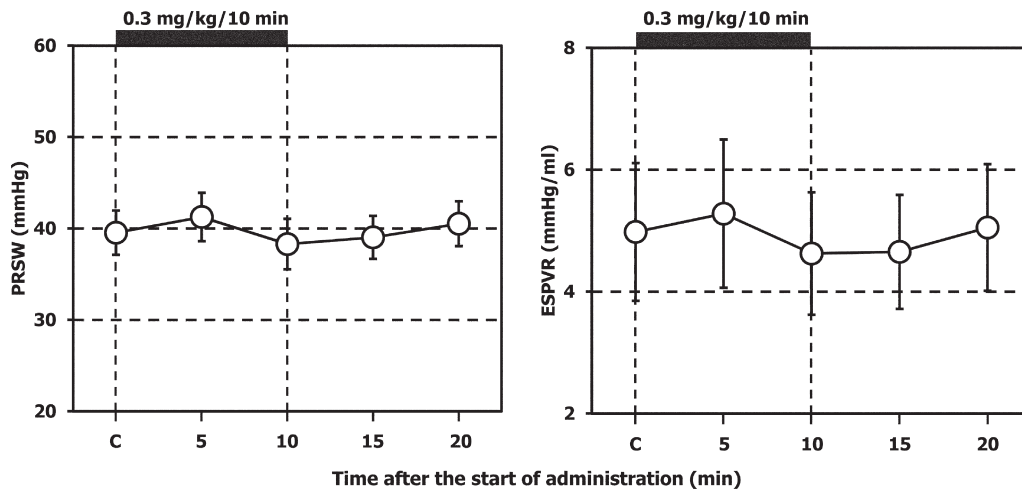 0.3 mg/kg/10 min
60
50
40
30
20
PRSW (mmHg)
C 5 10 15 20
0.3 mg/kg/10 min
8
6
4
2
ESPVR (mmHg/ml)
C 5 10 15 20
Time after the start of administration (min)